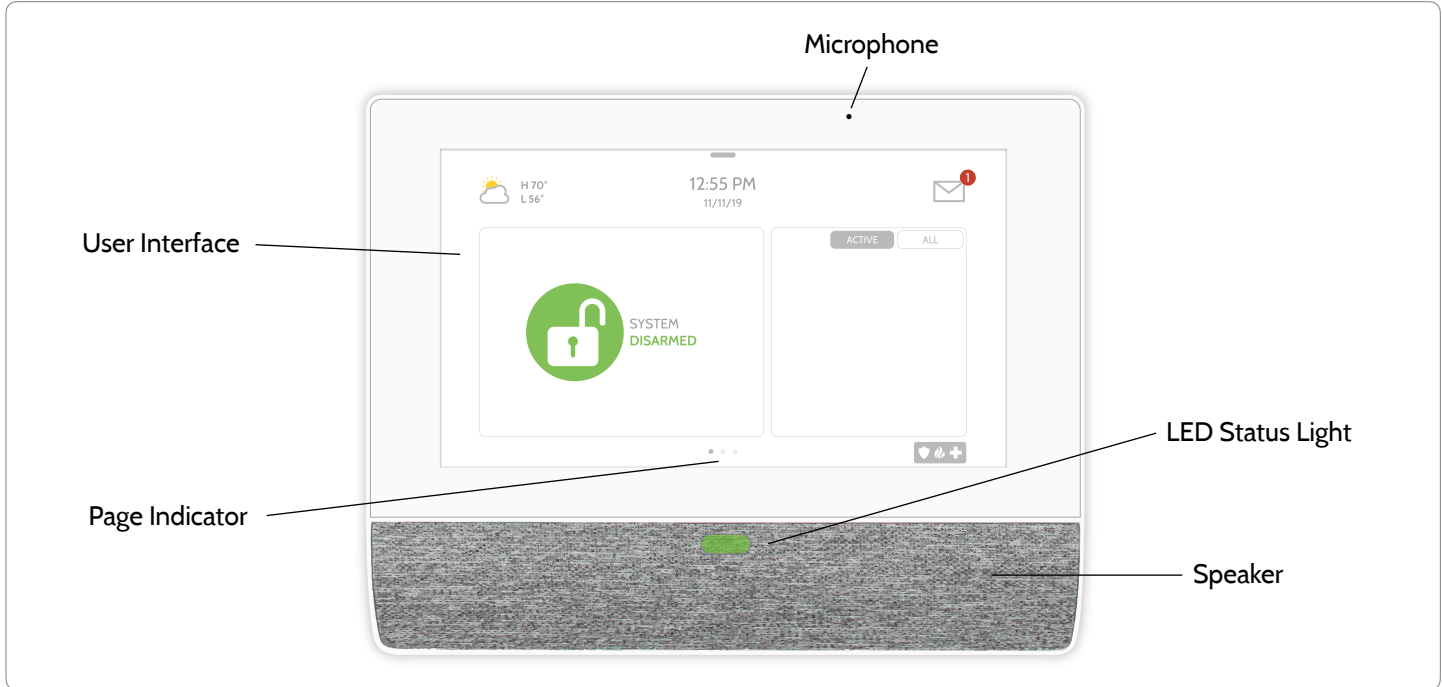 Microphone
H 70°
L 56°
12:55 PM
11/11/19
1
User Interface
ACTIVE
ALL
SYSTEM
DISARMED
LED Status Light
Page Indicator
Speaker